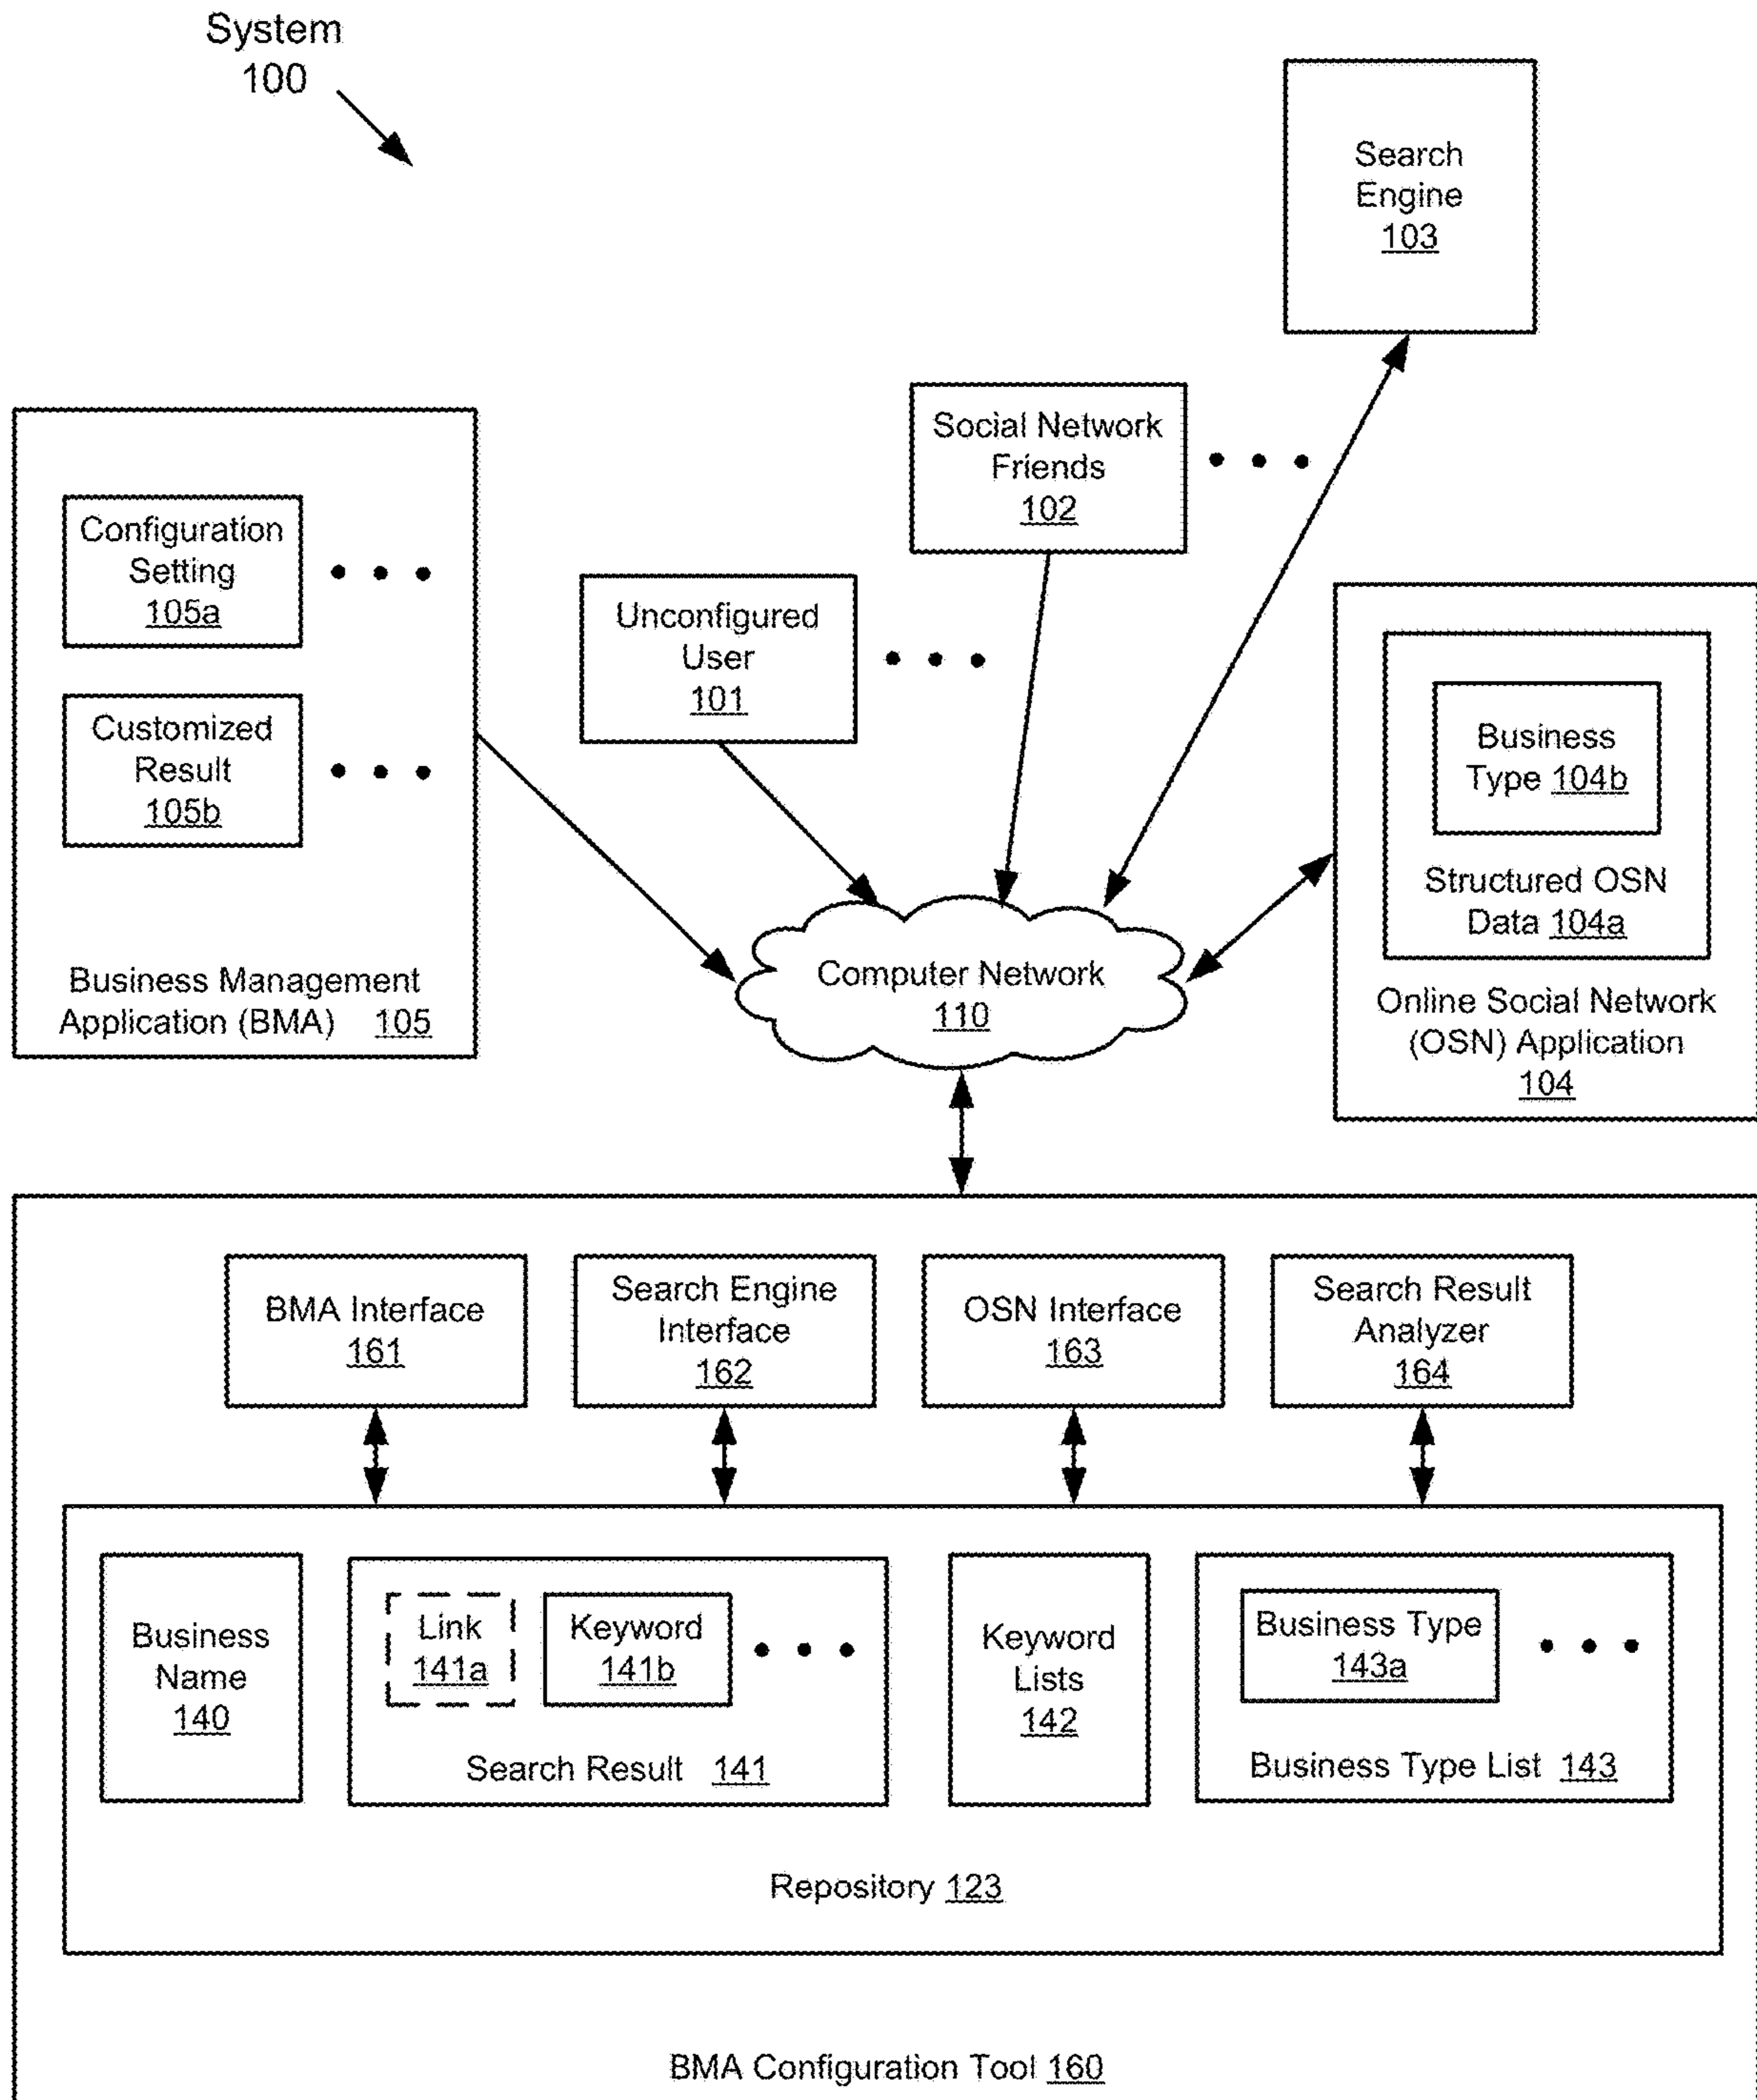 System
100
Search
Engine
103
Social Network
Friends
102
Configuration
Setting
105a
Unconfigured
User
101
Customized
Result
105b
Business
Type 104b
Structured OSN
Data 104a
Business Management
Application (BMA) 105
Computer Network
110
Online Social Network
(OSN) Application
104
BMA Interface
161
Search Engine
Interface
162
OSN Interface
163
Search Result
Analyzer
164
Business
Name
140
Link
141a
Keyword
141b
Search Result 141
Keyword
Lists
142
Business Type
143a
Business Type List 143
Repository 123
BMA Configuration Tool 160